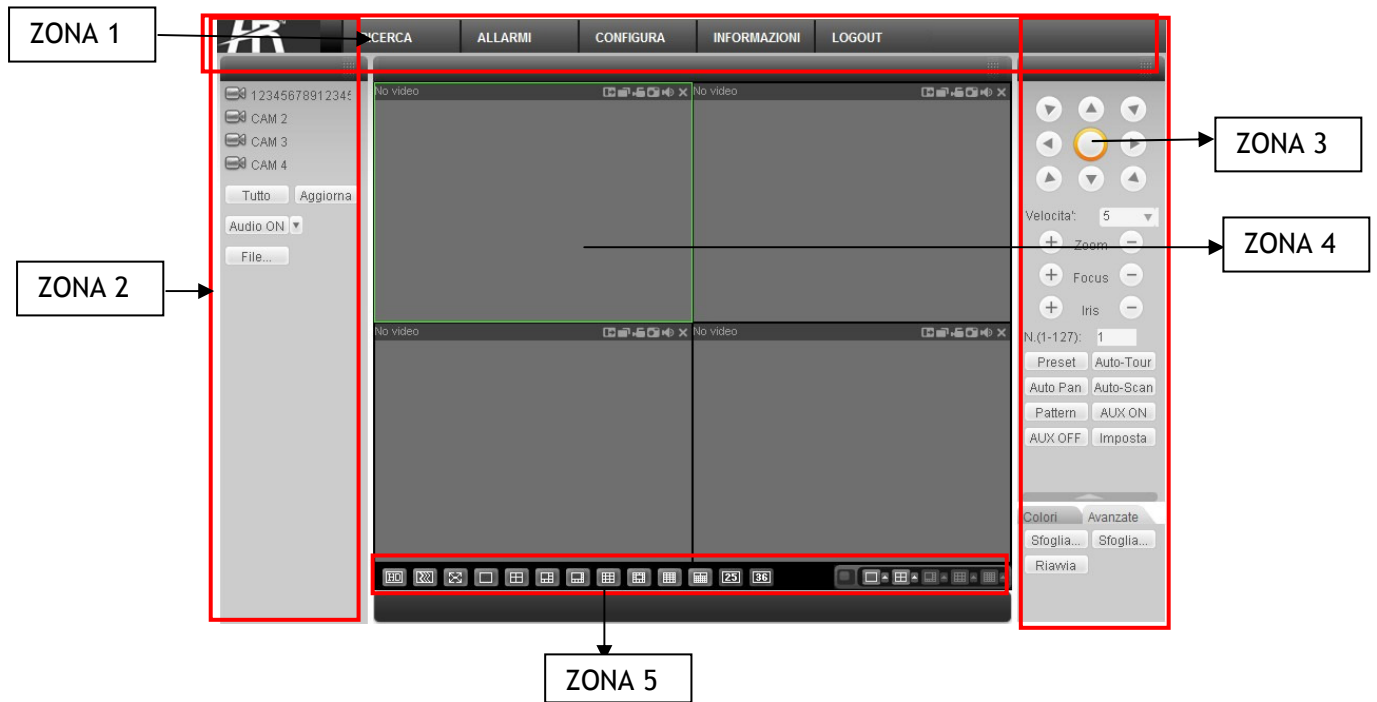 ZONA 1
HR
ICERCA ALLARMI CONFIGURA INFORMAZIONI LOGOUT
12345678912345
CAM 2
CAM 3
CAM 4
Tutto Aggiorna
Audio ON
File...
ZONA 2
No video
No video
No video
No video
ZONA 3
ZONA 4
Velocita': 5
Zoom
Focus
Iris
N.(1-127): 1
Preset Auto-Tour
Auto Pan Auto-Scan
Pattern AUX ON
AUX OFF Imposta
Colori Avanzate
Sfoglia... Sfoglia...
Riavvia
HD 25 36
ZONA 5